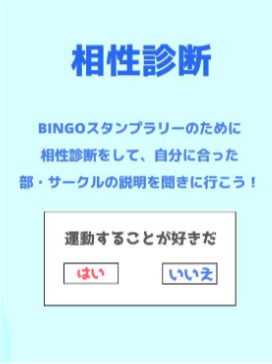 相性診断
BINGOスタンプラリーのために
相性診断をして、自分に合った
部・サークルの説明を聞きに行こう！
運動することが好きだ
はい
いいえ